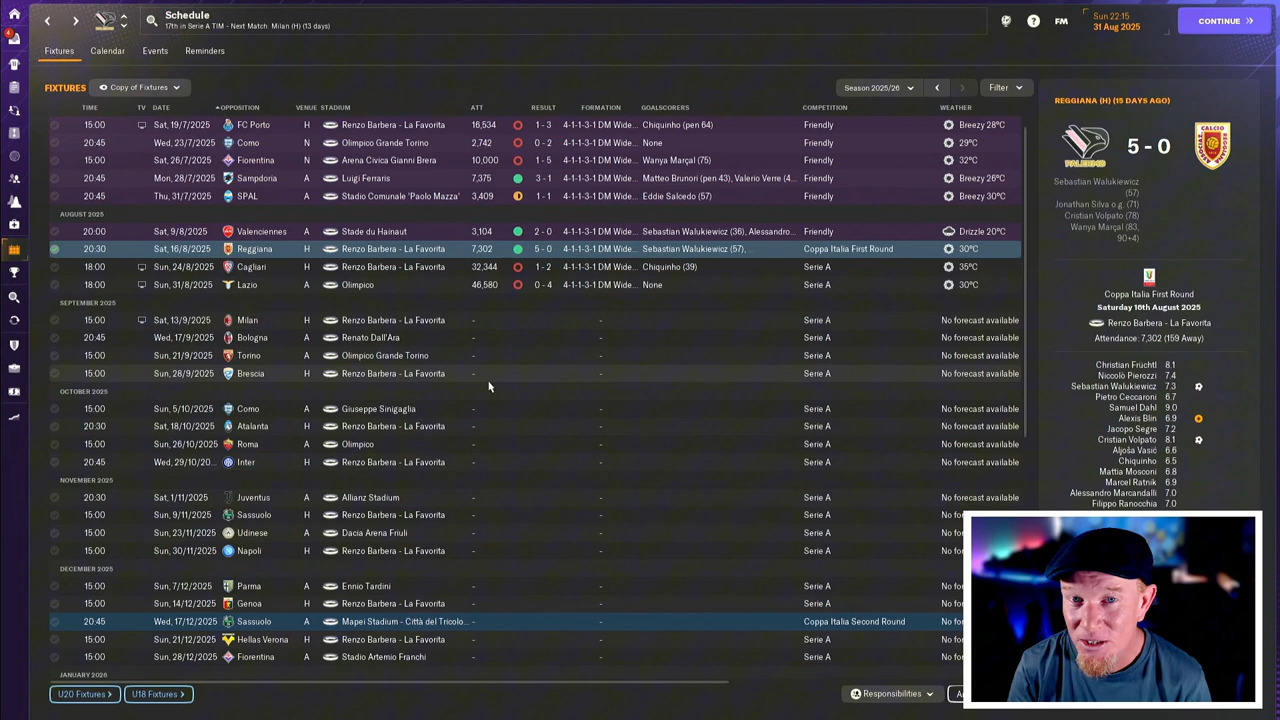 Schedule
17th in Serie A TIM - Next Match: Milan (H) (13 days)
4
FM
Sun 22:15
31 Aug 2025
CONTINUE
Fixtures Calendar Events Reminders
FIXTURES Copy of Fixtures Season 2025/26 Filter
TIME TV DATE OPPOSITION VENUE STADIUM ATT RESULT FORMATION GOALSCORERS COMPETITION WEATHER
15:00 Sat, 19/7/2025 FC Porto H Renzo Barbera - La Favorita 16,534 1 - 3 4-1-1-3-1 DM Wide... Chiquinho (pen 64) Friendly Breezy 28°C
20:45 Wed, 23/7/2025 Como N Olimpico Grande Torino 2,742 0 - 2 4-1-1-3-1 DM Wide... None Friendly 29°C
15:00 Sat, 26/7/2025 Fiorentina N Arena Civica Gianni Brera 10,000 1 - 5 4-1-1-3-1 DM Wide... Wanya Marçal (75) Friendly 32°C
20:45 Mon, 28/7/2025 Sampdoria A Luigi Ferraris 7,375 3 - 1 4-1-1-3-1 DM Wide... Matteo Brunori (pen 43), Valerio Verre (4... Friendly Breezy 26°C
20:45 Thu, 31/7/2025 SPAL A Stadio Comunale 'Paolo Mazza' 3,409 1 - 1 4-1-1-3-1 DM Wide... Eddie Salcedo (57) Friendly Breezy 30°C
AUGUST 2025
20:00 Sat, 9/8/2025 Valenciennes A Stade du Hainaut 3,104 2 - 0 4-1-1-3-1 DM Wide... Sebastian Walukiewicz (36), Alessandro... Friendly Drizzle 20°C
20:30 Sat, 16/8/2025 Reggiana H Renzo Barbera - La Favorita 7,302 5 - 0 4-1-1-3-1 DM Wide... Sebastian Walukiewicz (57), ... Coppa Italia First Round 30°C
18:00 Sun, 24/8/2025 Cagliari H Renzo Barbera - La Favorita 32,344 1 - 2 4-1-1-3-1 DM Wide... Chiquinho (39) Serie A 35°C
18:00 Sun, 31/8/2025 Lazio A Olimpico 46,580 0 - 4 4-1-1-3-1 DM Wide... None Serie A 30°C
SEPTEMBER 2025
15:00 Sat, 13/9/2025 Milan H Renzo Barbera - La Favorita - Serie A No forecast available
20:45 Wed, 17/9/2025 Bologna A Renato Dall'Ara - - Serie A No forecast available
15:00 Sun, 21/9/2025 Torino A Olimpico Grande Torino - - Serie A No forecast available
15:00 Sun, 28/9/2025 Brescia H Renzo Barbera - La Favorita - - Serie A No forecast available
OCTOBER 2025
15:00 Sun, 5/10/2025 Como A Giuseppe Sinigaglia - - Serie A No forecast available
20:30 Sat, 18/10/2025 Atalanta H Renzo Barbera - La Favorita - - Serie A No forecast available
15:00 Sun, 26/10/2025 Roma A Olimpico - - Serie A No forecast available
20:45 Wed, 29/10/20... Inter H Renzo Barbera - La Favorita - - Serie A No forecast available
NOVEMBER 2025
20:30 Sat, 1/11/2025 Juventus A Allianz Stadium - - Serie A No forecast available
15:00 Sun, 9/11/2025 Sassuolo H Renzo Barbera - La Favorita - - Serie A No forecast available
15:00 Sun, 23/11/2025 Udinese A Dacia Arena Friuli - - Serie A No forecast available
15:00 Sun, 30/11/2025 Napoli H Renzo Barbera - La Favorita - - Serie A No fo
DECEMBER 2025
15:00 Sun, 7/12/2025 Parma A Ennio Tardini - - Serie A No fo
15:00 Sun, 14/12/2025 Genoa H Renzo Barbera - La Favorita - - Serie A No fo
20:45 Wed, 17/12/2025 Sassuolo A Mapei Stadium - Città del Tricolo... - - Coppa Italia Second Round No fo
15:00 Sun, 21/12/2025 Hellas Verona H Renzo Barbera - La Favorita - - Serie A No fo
15:00 Sun, 28/12/2025 Fiorentina A Stadio Artemio Franchi - - Serie A No fo
JANUARY 2026
U20 Fixtures U18 Fixtures Responsibilities
REGGIANA (H) (15 DAYS AGO)
PALERMO
5 - 0
CALCIO
REGGIANA
Sebastian Walukiewicz
(57)
Jonathan Silva o.g. (71)
Cristian Volpato (78)
Wanya Marçal (83,
90+4)
Coppa Italia First Round
Saturday 16th August 2025
Renzo Barbera - La Favorita
Attendance: 7,302 (159 Away)
Christian Früchtl 8.1
Niccolò Pierozzi 7.4
Sebastian Walukiewicz 7.3
Pietro Ceccaroni 6.7
Samuel Dahl 9.0
Alexis Blin 6.9
Jacopo Segre 7.2
Cristian Volpato 8.1
Aljoša Vasić 6.6
Chiquinho 6.5
Mattia Mosconi 6.8
Marcel Ratnik 6.9
Alessandro Marcandalli 7.0
Filippo Ranocchia 7.0